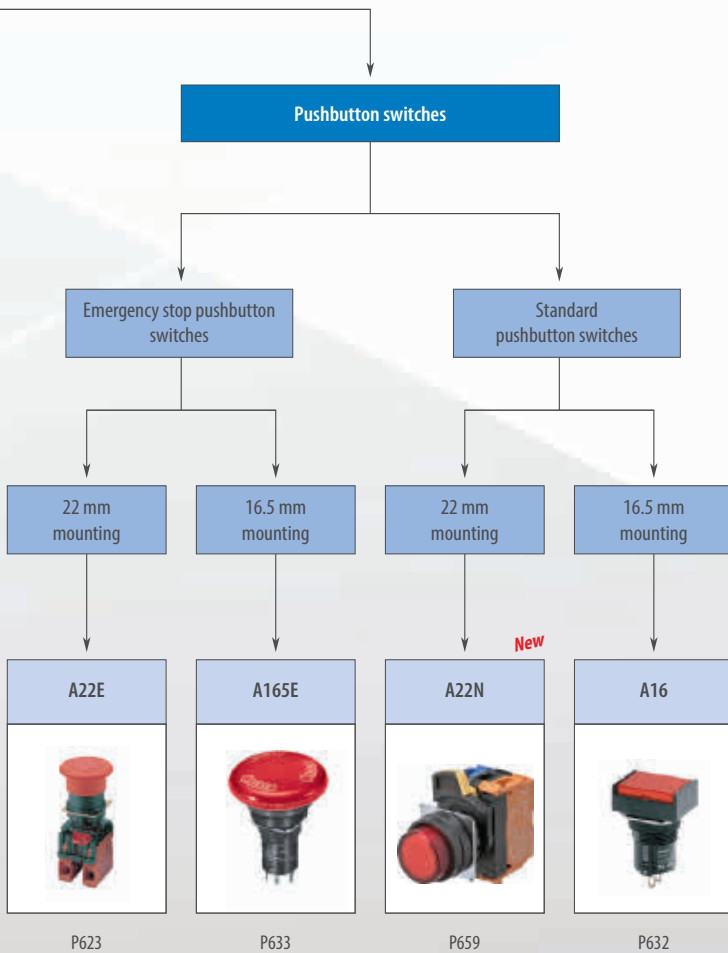 Pushbutton switches
Emergency stop pushbutton
switches
Standard
pushbutton switches
22 mm
mounting
16.5 mm
mounting
22 mm
mounting
16.5 mm
mounting
New
A22E
A165E
A22N
A16
P623
P633
P659
P632